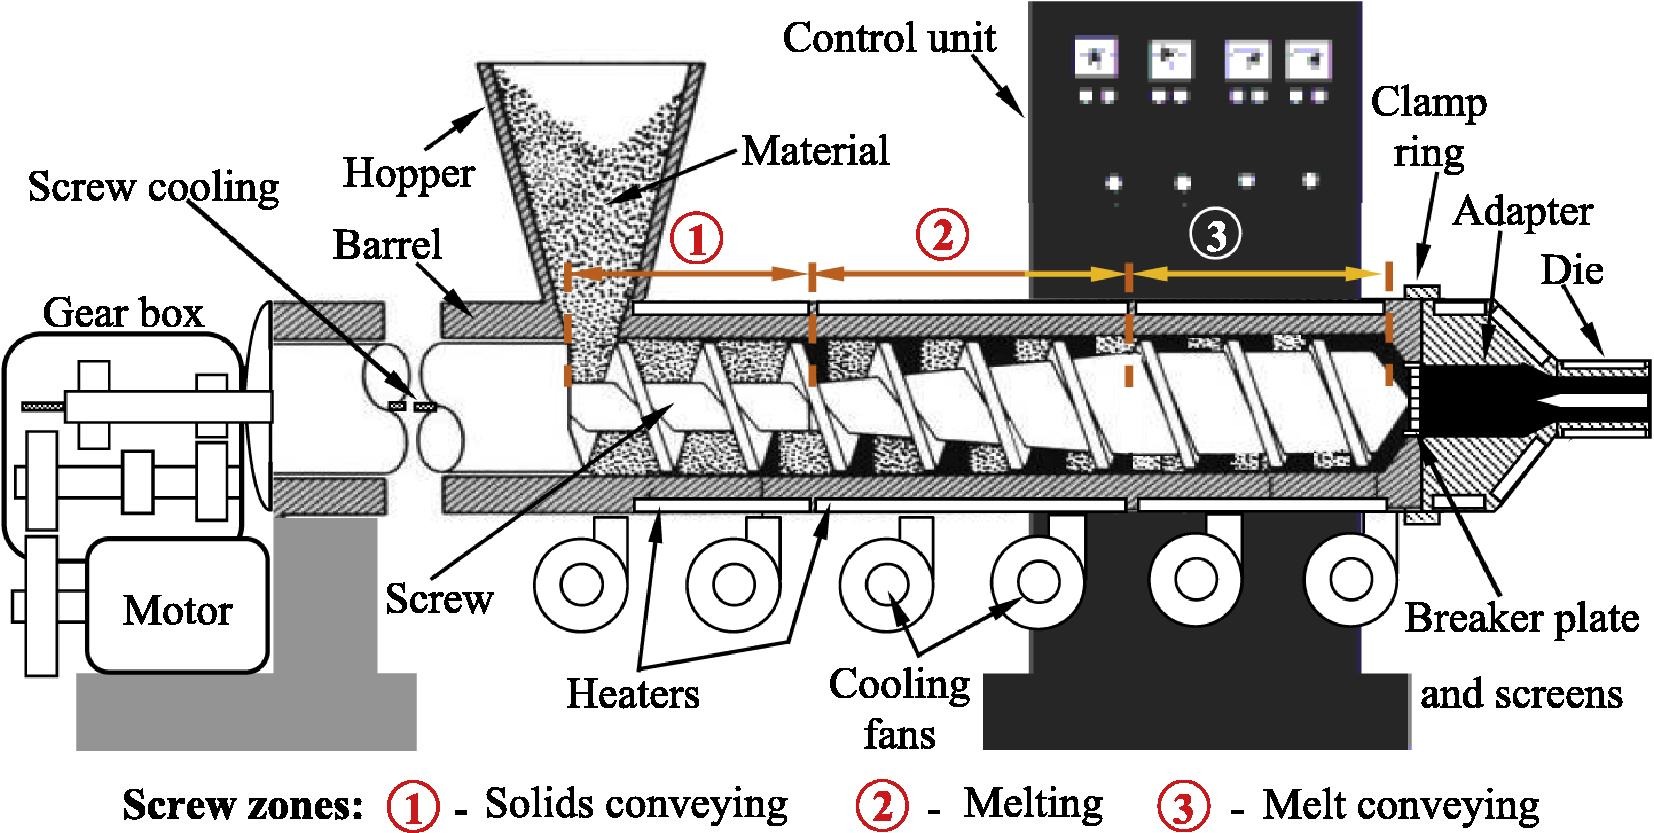 Control unit
Clamp
ring
Hopper
Material
Screw cooling
Adapter
Barrel
Die
Gear box
1
2
3
Motor
Screw
Breaker plate
and screens
Heaters
Cooling
fans
Screw zones: 1 - Solids conveying 2 - Melting 3 - Melt conveying